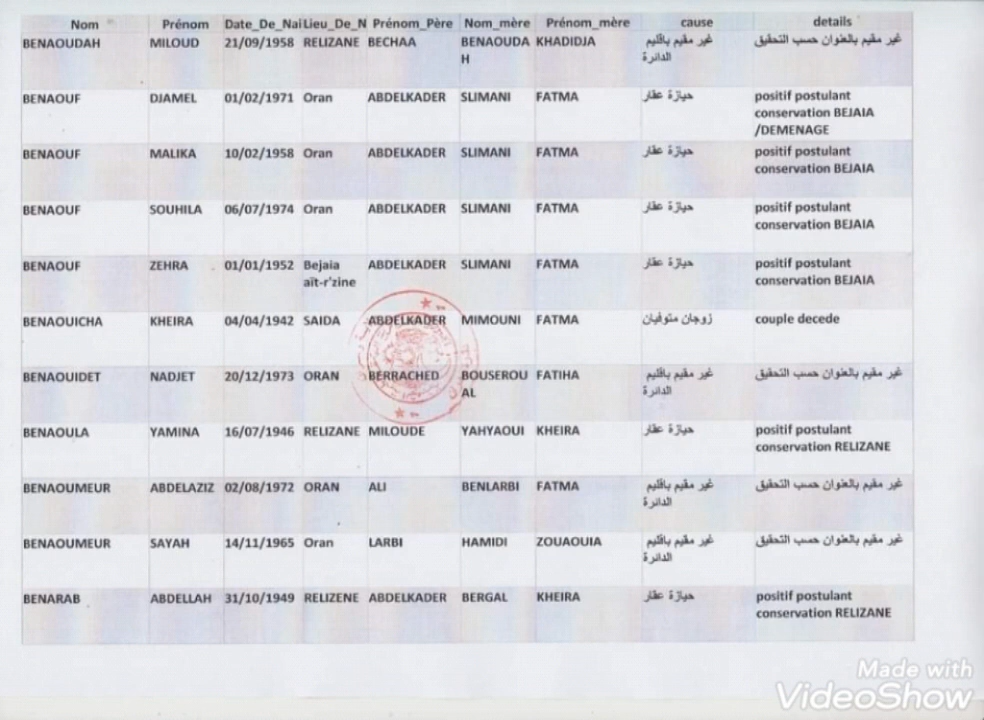 Nom Prénom Date_De_Nai Lieu_De_N Prénom_Père Nom_mère Prénom_mère cause details
BENAOUDAH MILOUD 21/09/1958 RELIZANE BECHAA BENAOUDA KHADIDJA غير مقيم باقليم غير مقيم بالعنوان حسب التحقيق
H الدائرة
BENAOUF DJAMEL 01/02/1971 Oran ABDELKADER SLIMANI FATMA حيازة عقار positif postulant
conservation BEJAIA
/DEMENAGE
BENAOUF MALIKA 10/02/1958 Oran ABDELKADER SLIMANI FATMA حيازة عقار positif postulant
conservation BEJAIA
BENAOUF SOUHILA 06/07/1974 Oran ABDELKADER SLIMANI FATMA حيازة عقار positif postulant
conservation BEJAIA
BENAOUF ZEHRA 01/01/1952 Bejaia ABDELKADER SLIMANI FATMA حيازة عقار positif postulant
aït-r'zine conservation BEJAIA
BENAOUICHA KHEIRA 04/04/1942 SAIDA ABDELKADER MIMOUNI FATMA زوجان متوفيان couple decede
BENAOUIDET NADJET 20/12/1973 ORAN BERRACHED BOUSEROU FATIHA غير مقيم باقليم غير مقيم بالعنوان حسب التحقيق
AL الدائرة
BENAOULA YAMINA 16/07/1946 RELIZANE MILOUDE YAHYAOUI KHEIRA حيازة عقار positif postulant
conservation RELIZANE
BENAOUMEUR ABDELAZIZ 02/08/1972 ORAN ALI BENLARBI FATMA غير مقيم باقليم غير مقيم بالعنوان حسب التحقيق
الدائرة
BENAOUMEUR SAYAH 14/11/1965 Oran LARBI HAMIDI ZOUAOUIA غير مقيم باقليم غير مقيم بالعنوان حسب التحقيق
الدائرة
BENARAB ABDELLAH 31/10/1949 RELIZENE ABDELKADER BERGAL KHEIRA حيازة عقار positif postulant
conservation RELIZANE
Made with
VideoShow